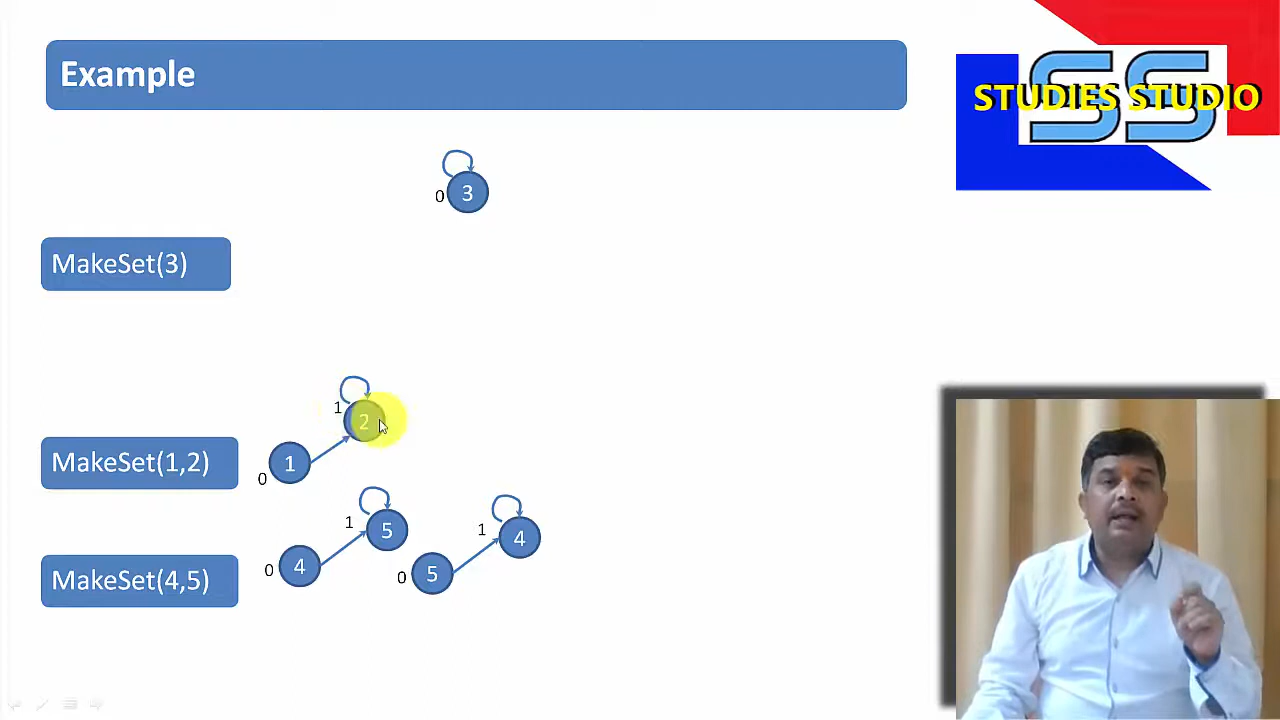 Example
SS
STUDIES STUDIO
3
0
MakeSet(3)
1
2
MakeSet(1,2)
1
0
1
5
1
4
MakeSet(4,5)
0
4
0
5